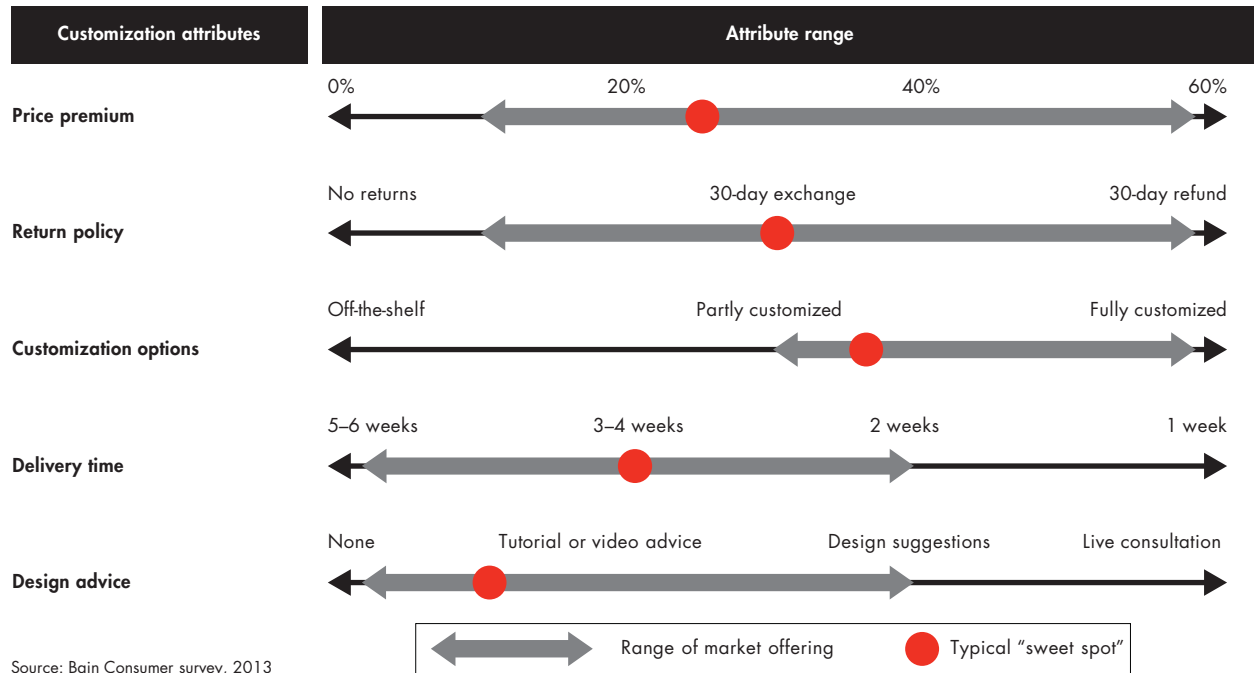 Customization attributes
Attribute range
0% 20% 40% 60%
Price premium
No returns 30-day exchange 30-day refund
Return policy
Off-the-shelf Partly customized Fully customized
Customization options
5–6 weeks 3–4 weeks 2 weeks 1 week
Delivery time
None Tutorial or video advice Design suggestions Live consultation
Design advice
Range of market offering Typical “sweet spot”
Source: Bain Consumer survey, 2013